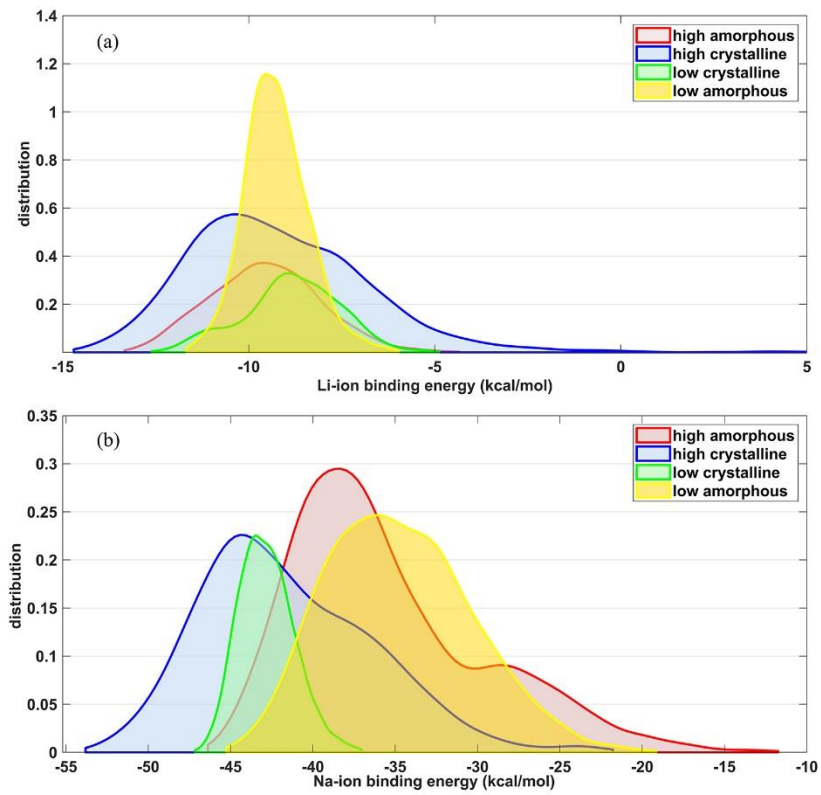 1.4
(a)
high amorphous
high crystalline
low crystalline
low amorphous
1.2
1
0.8
0.6
0.4
0.2
distribution
-15
-10
-5
0
5
Li-ion binding energy (kcal/mol)
0.35
(b)
high amorphous
high crystalline
low crystalline
low amorphous
0.3
0.25
0.2
0.15
0.1
0.05
0
distribution
-55
-50
-45
-40
-35
-30
-25
-20
-15
-10
Na-ion binding energy (kcal/mol)